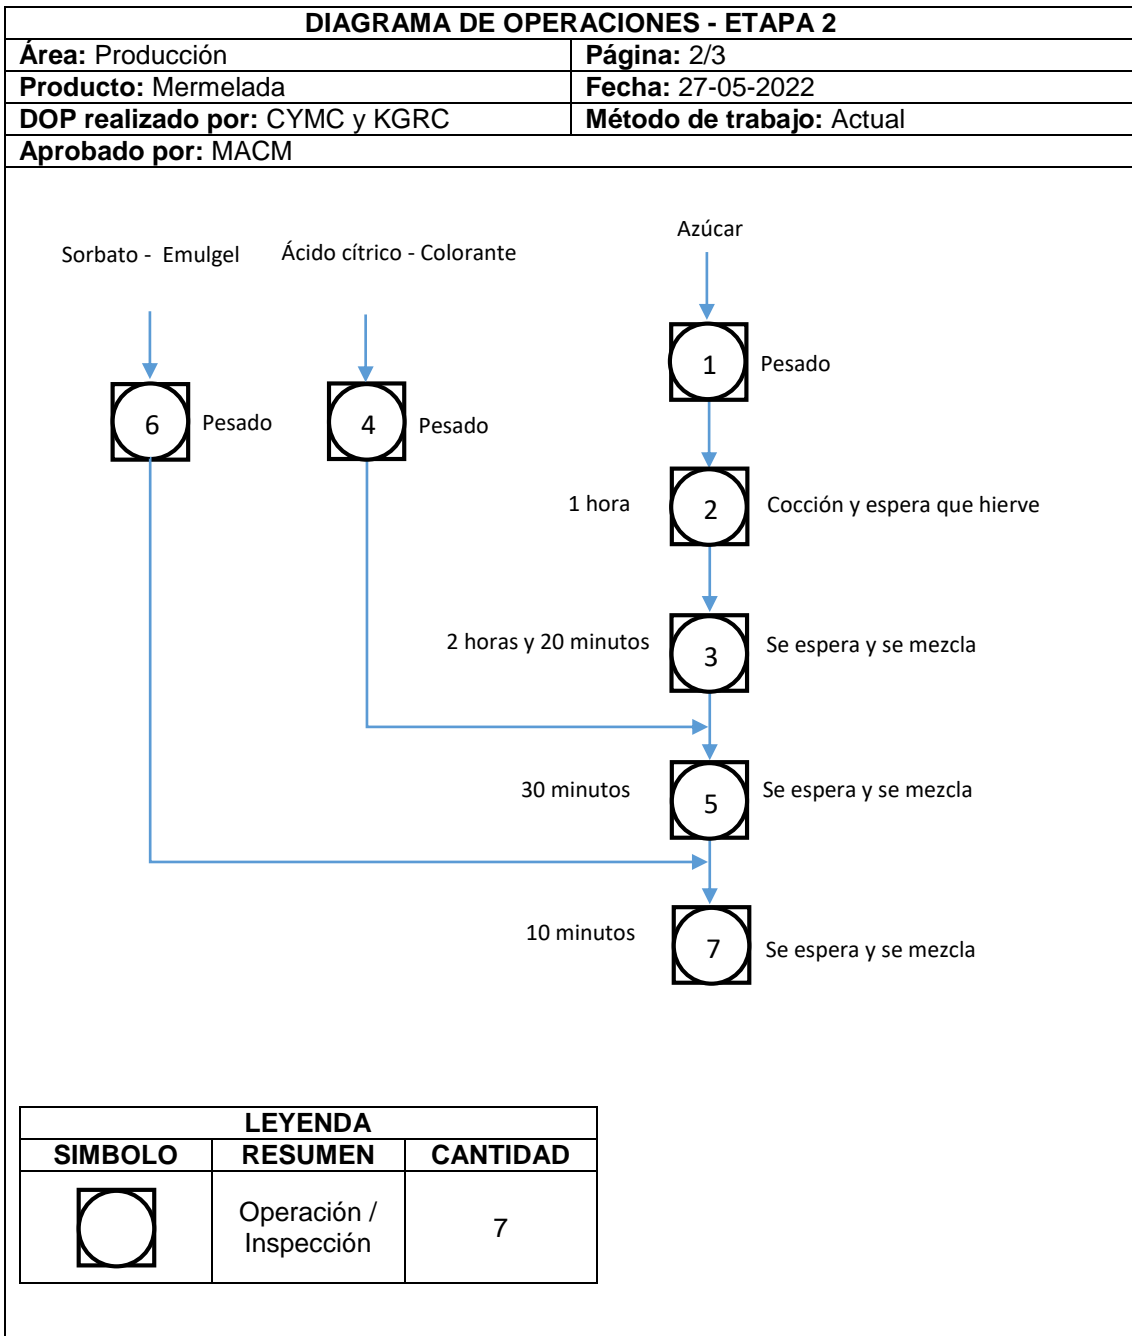 DIAGRAMA DE OPERACIONES - ETAPA 2
Área: Producción
Página: 2/3
Producto: Mermelada
Fecha: 27-05-2022
DOP realizado por: CYMC y KGRC
Método de trabajo: Actual
Aprobado por: MACM
Azúcar
Sorbato - Emulgel
Ácido cítrico - Colorante
1
Pesado
6
Pesado
4
Pesado
1 hora
2
Cocción y espera que hierve
2 horas y 20 minutos
3
Se espera y se mezcla
30 minutos
5
Se espera y se mezcla
10 minutos
7
Se espera y se mezcla
LEYENDA
SIMBOLO
RESUMEN
CANTIDAD
Operación /
Inspección
7